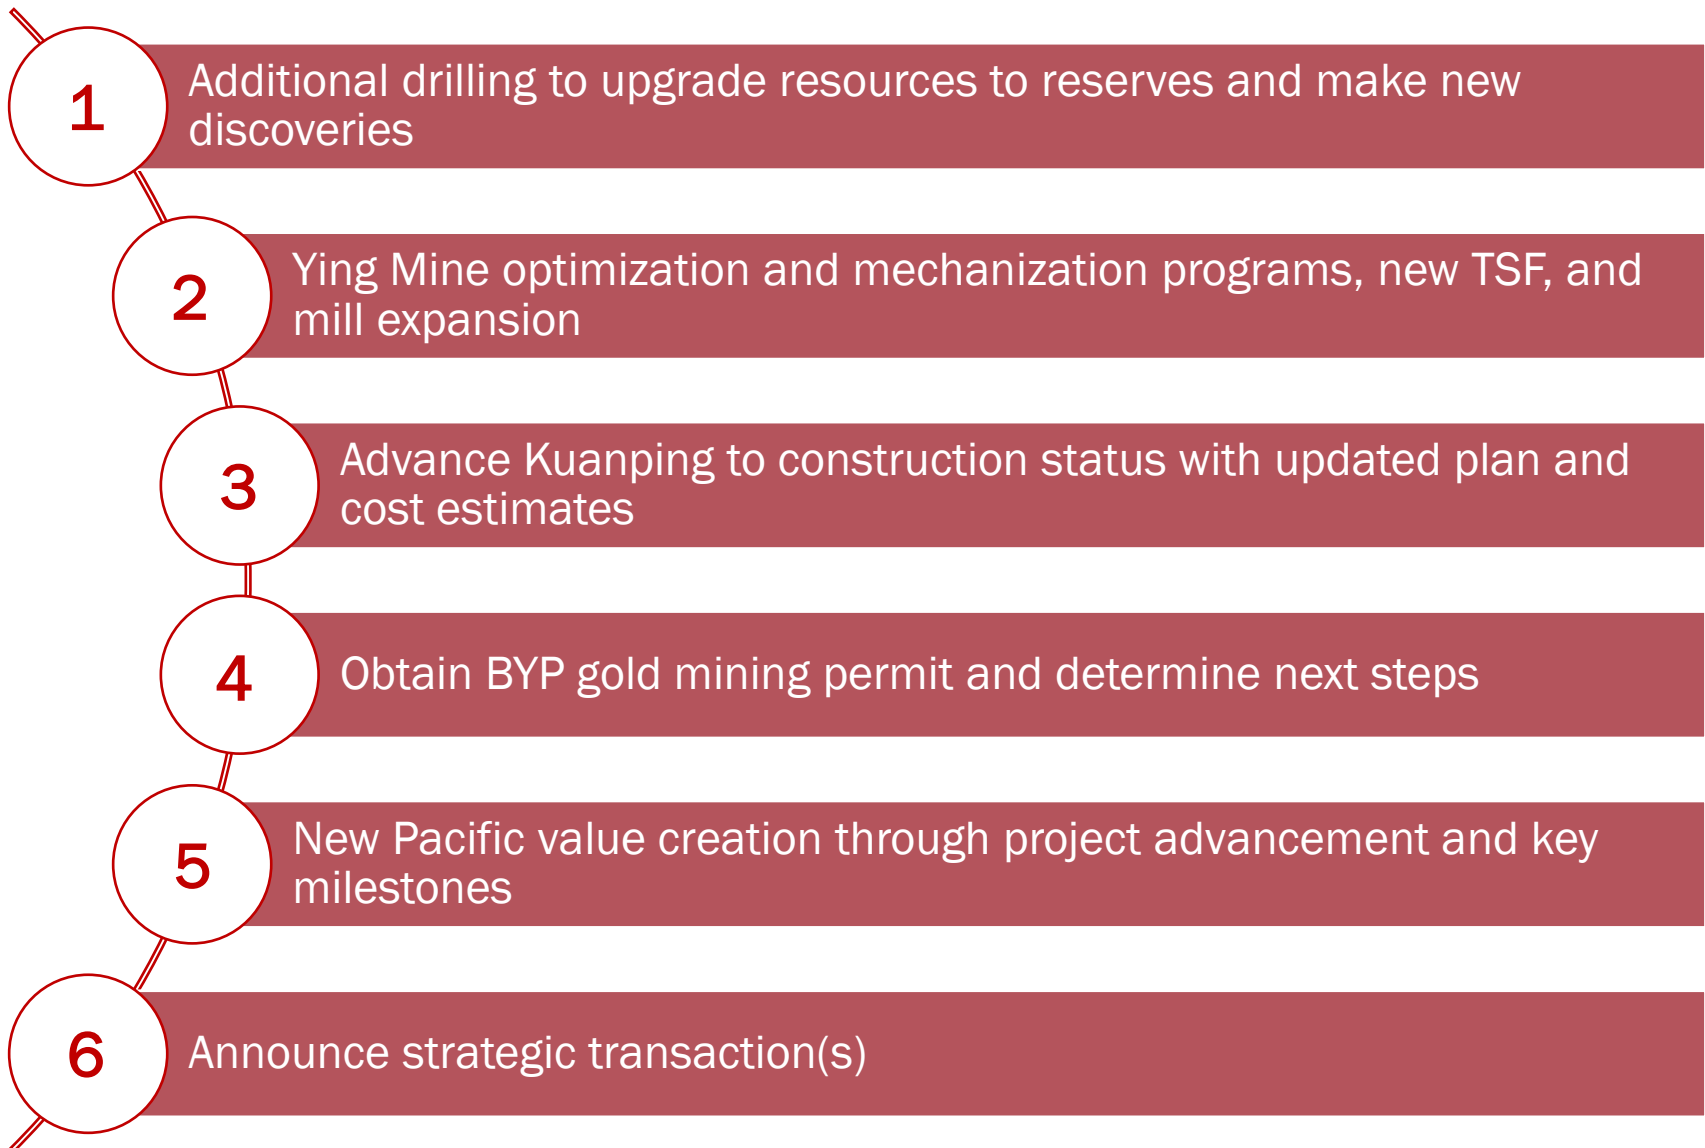 1
Additional drilling to upgrade resources to reserves and make new
discoveries
2
Ying Mine optimization and mechanization programs, new TSF, and
mill expansion
3
Advance Kuanping to construction status with updated plan and
cost estimates
4
Obtain BYP gold mining permit and determine next steps
5
New Pacific value creation through project advancement and key
milestones
6
Announce strategic transaction(s)